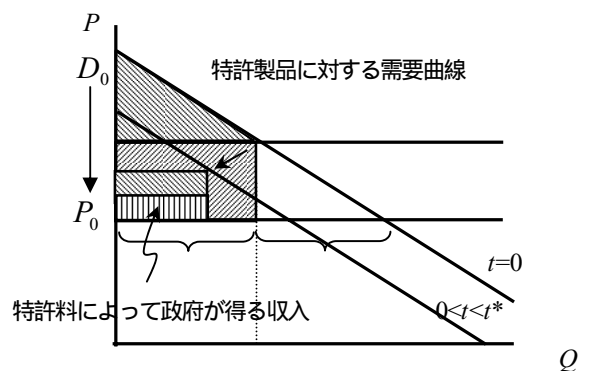 P
D₀
特許製品に対する需要曲線
P₀
t=0
特許料によって政府が得る収入
0<t<t*
Q